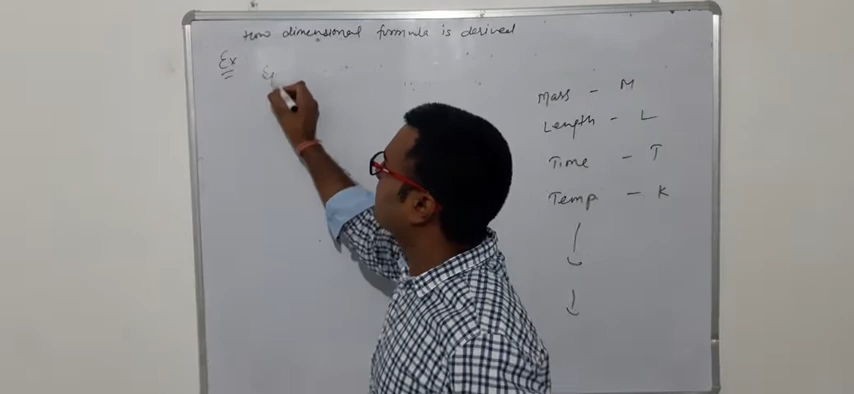 How dimensional formula is derived
Ex
Mass - M
Length - L
Time - T
Temp - K